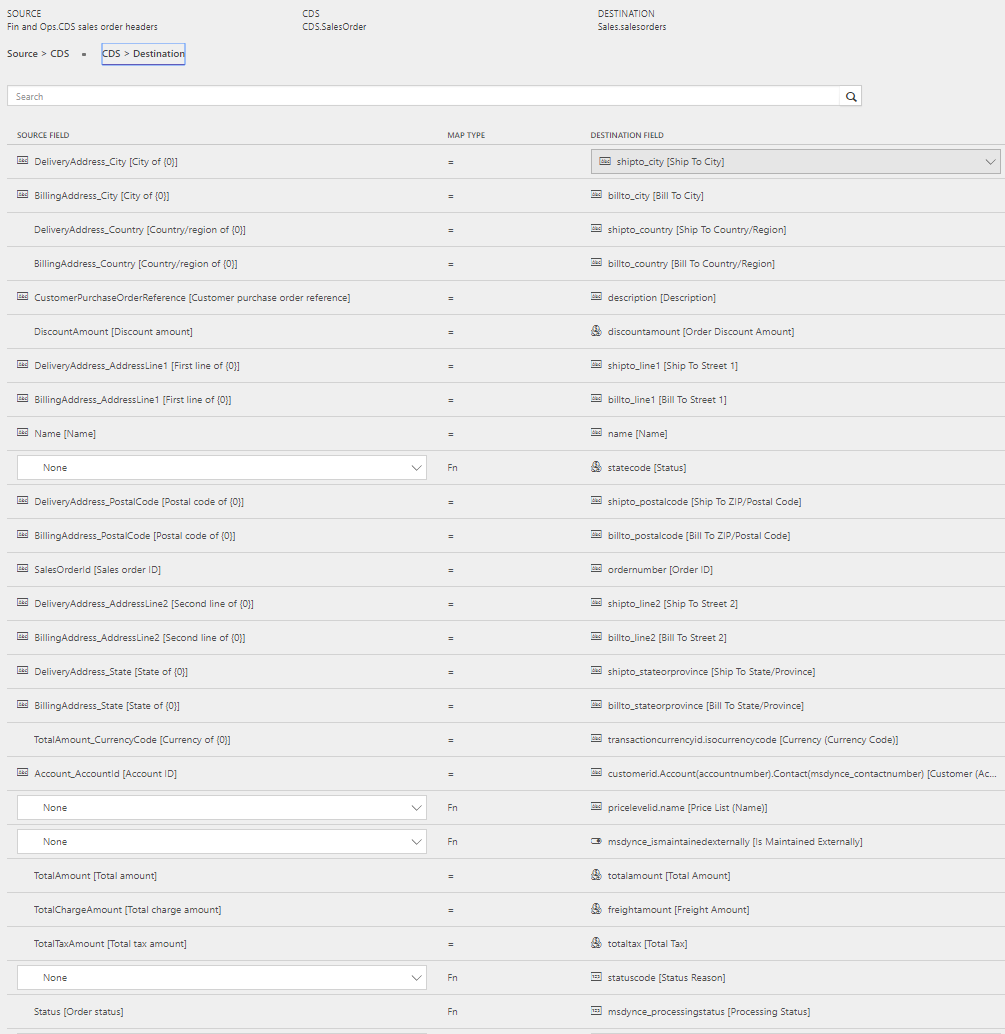 SOURCE CDS DESTINATION
Fin and Ops.CDS sales order headers CDS.SalesOrder Sales.salesorders
Source > CDS CDS > Destination
Search
SOURCE FIELD MAP TYPE DESTINATION FIELD
DeliveryAddress_City [City of {0}] = shipto_city [Ship To City]
BillingAddress_City [City of {0}] = billto_city [Bill To City]
DeliveryAddress_Country [Country/region of {0}] = shipto_country [Ship To Country/Region]
BillingAddress_Country [Country/region of {0}] = billto_country [Bill To Country/Region]
CustomerPurchaseOrderReference [Customer purchase order reference] = description [Description]
DiscountAmount [Discount amount] = discountamount [Order Discount Amount]
DeliveryAddress_AddressLine1 [First line of {0}] = shipto_line1 [Ship To Street 1]
BillingAddress_AddressLine1 [First line of {0}] = billto_line1 [Bill To Street 1]
Name [Name] = name [Name]
None Fn statecode [Status]
DeliveryAddress_PostalCode [Postal code of {0}] = shipto_postalcode [Ship To ZIP/Postal Code]
BillingAddress_PostalCode [Postal code of {0}] = billto_postalcode [Bill To ZIP/Postal Code]
SalesOrderId [Sales order ID] = ordernumber [Order ID]
DeliveryAddress_AddressLine2 [Second line of {0}] = shipto_line2 [Ship To Street 2]
BillingAddress_AddressLine2 [Second line of {0}] = billto_line2 [Bill To Street 2]
DeliveryAddress_State [State of {0}] = shipto_stateorprovince [Ship To State/Province]
BillingAddress_State [State of {0}] = billto_stateorprovince [Bill To State/Province]
TotalAmount_CurrencyCode [Currency of {0}] = transactioncurrencyid.isocurrencycode [Currency (Currency Code)]
Account_AccountId [Account ID] = customerid.Account(accountnumber).Contact(msdynce_contactnumber) [Customer (Ac...
None Fn pricelevelid.name [Price List (Name)]
None Fn msdynce_ismaintainedexternally [Is Maintained Externally]
TotalAmount [Total amount] = totalamount [Total Amount]
TotalChargeAmount [Total charge amount] = freightamount [Freight Amount]
TotalTaxAmount [Total tax amount] = totaltax [Total Tax]
None Fn statuscode [Status Reason]
Status [Order status] Fn msdynce_processingstatus [Processing Status]